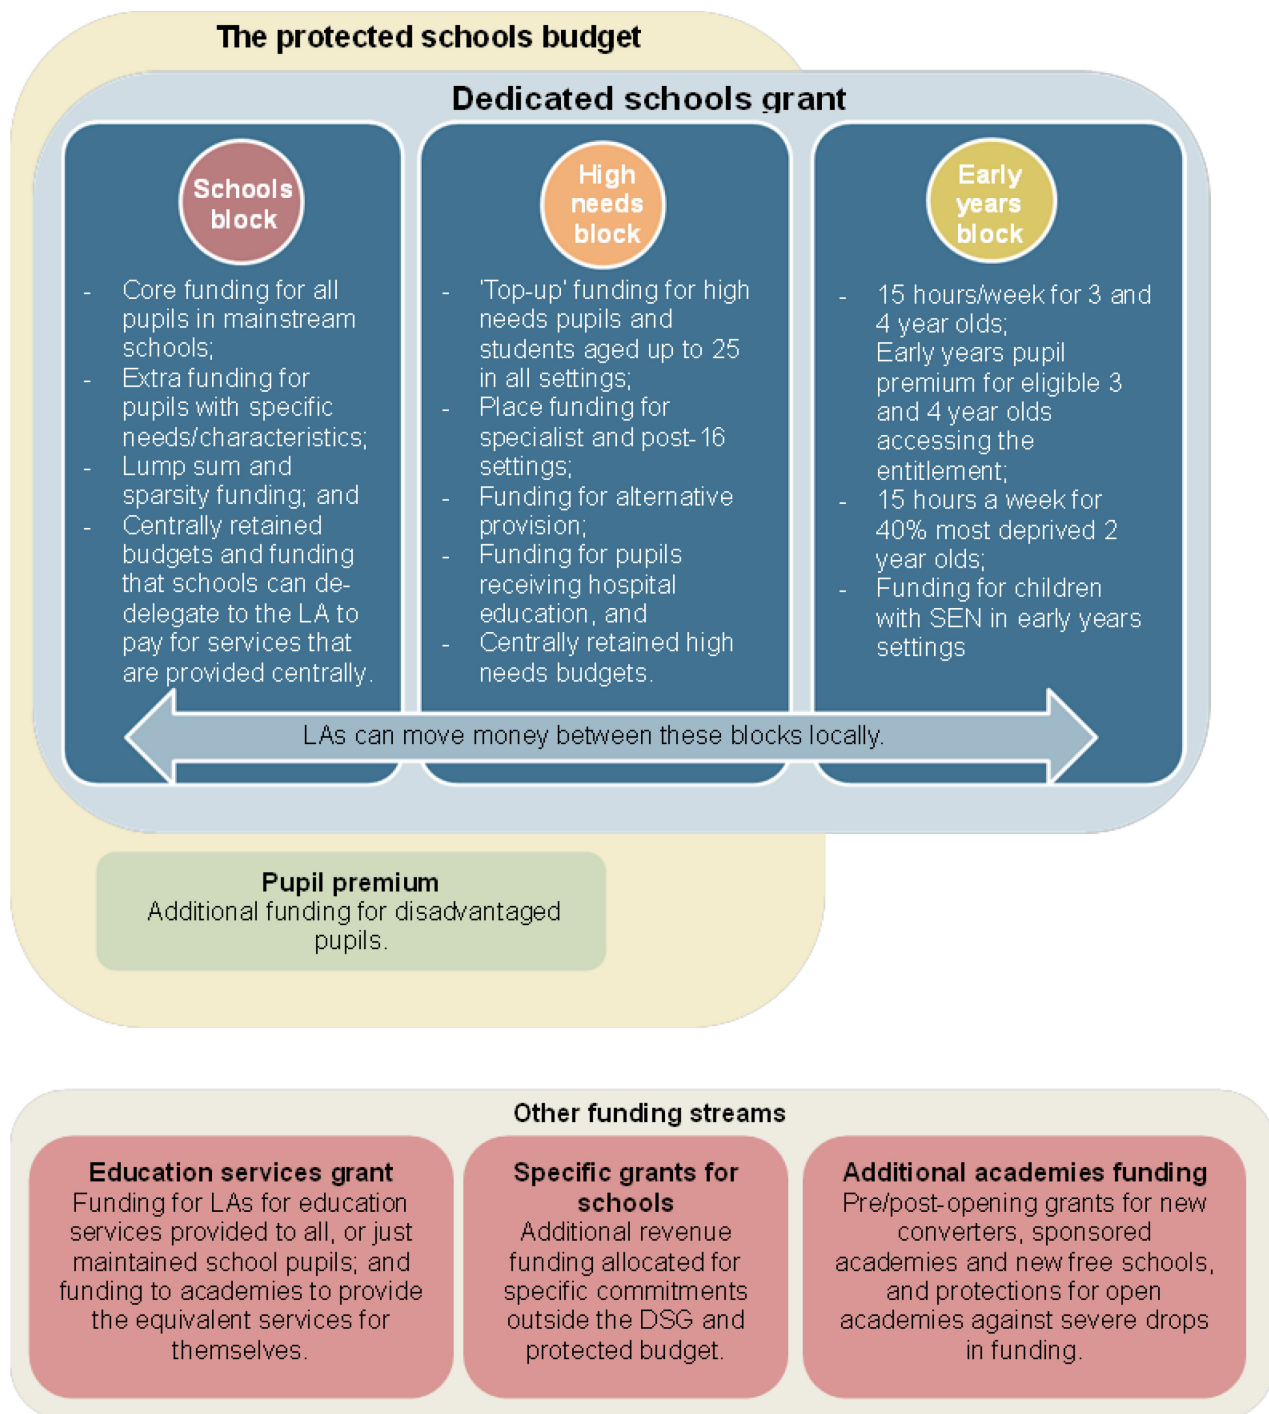 The protected schools budget
Dedicated schools grant
Schools
block
- Core funding for all
pupils in mainstream
schools;
- Extra funding for
pupils with specific
needs/characteristics;
- Lump sum and
sparsity funding; and
- Centrally retained
budgets and funding
that schools can de-
delegate to the LA to
pay for services that
are provided centrally.
High
needs
block
- 'Top-up' funding for high
needs pupils and
students aged up to 25
in all settings;
- Place funding for
specialist and post-16
settings;
- Funding for alternative
provision;
- Funding for pupils
receiving hospital
education, and
- Centrally retained high
needs budgets.
Early
years
block
- 15 hours/week for 3 and
4 year olds;
Early years pupil
premium for eligible 3
and 4 year olds
accessing the
entitlement;
- 15 hours a week for
40% most deprived 2
year olds;
- Funding for children
with SEN in early years
settings
LAs can move money between these blocks locally.
Pupil premium
Additional funding for disadvantaged
pupils.
Other funding streams
Education services grant
Funding for LAs for education
services provided to all, or just
maintained school pupils; and
funding to academies to provide
the equivalent services for
themselves.
Specific grants for
schools
Additional revenue
funding allocated for
specific commitments
outside the DSG and
protected budget.
Additional academies funding
Pre/post-opening grants for new
converters, sponsored
academies and new free schools,
and protections for open
academies against severe drops
in funding.